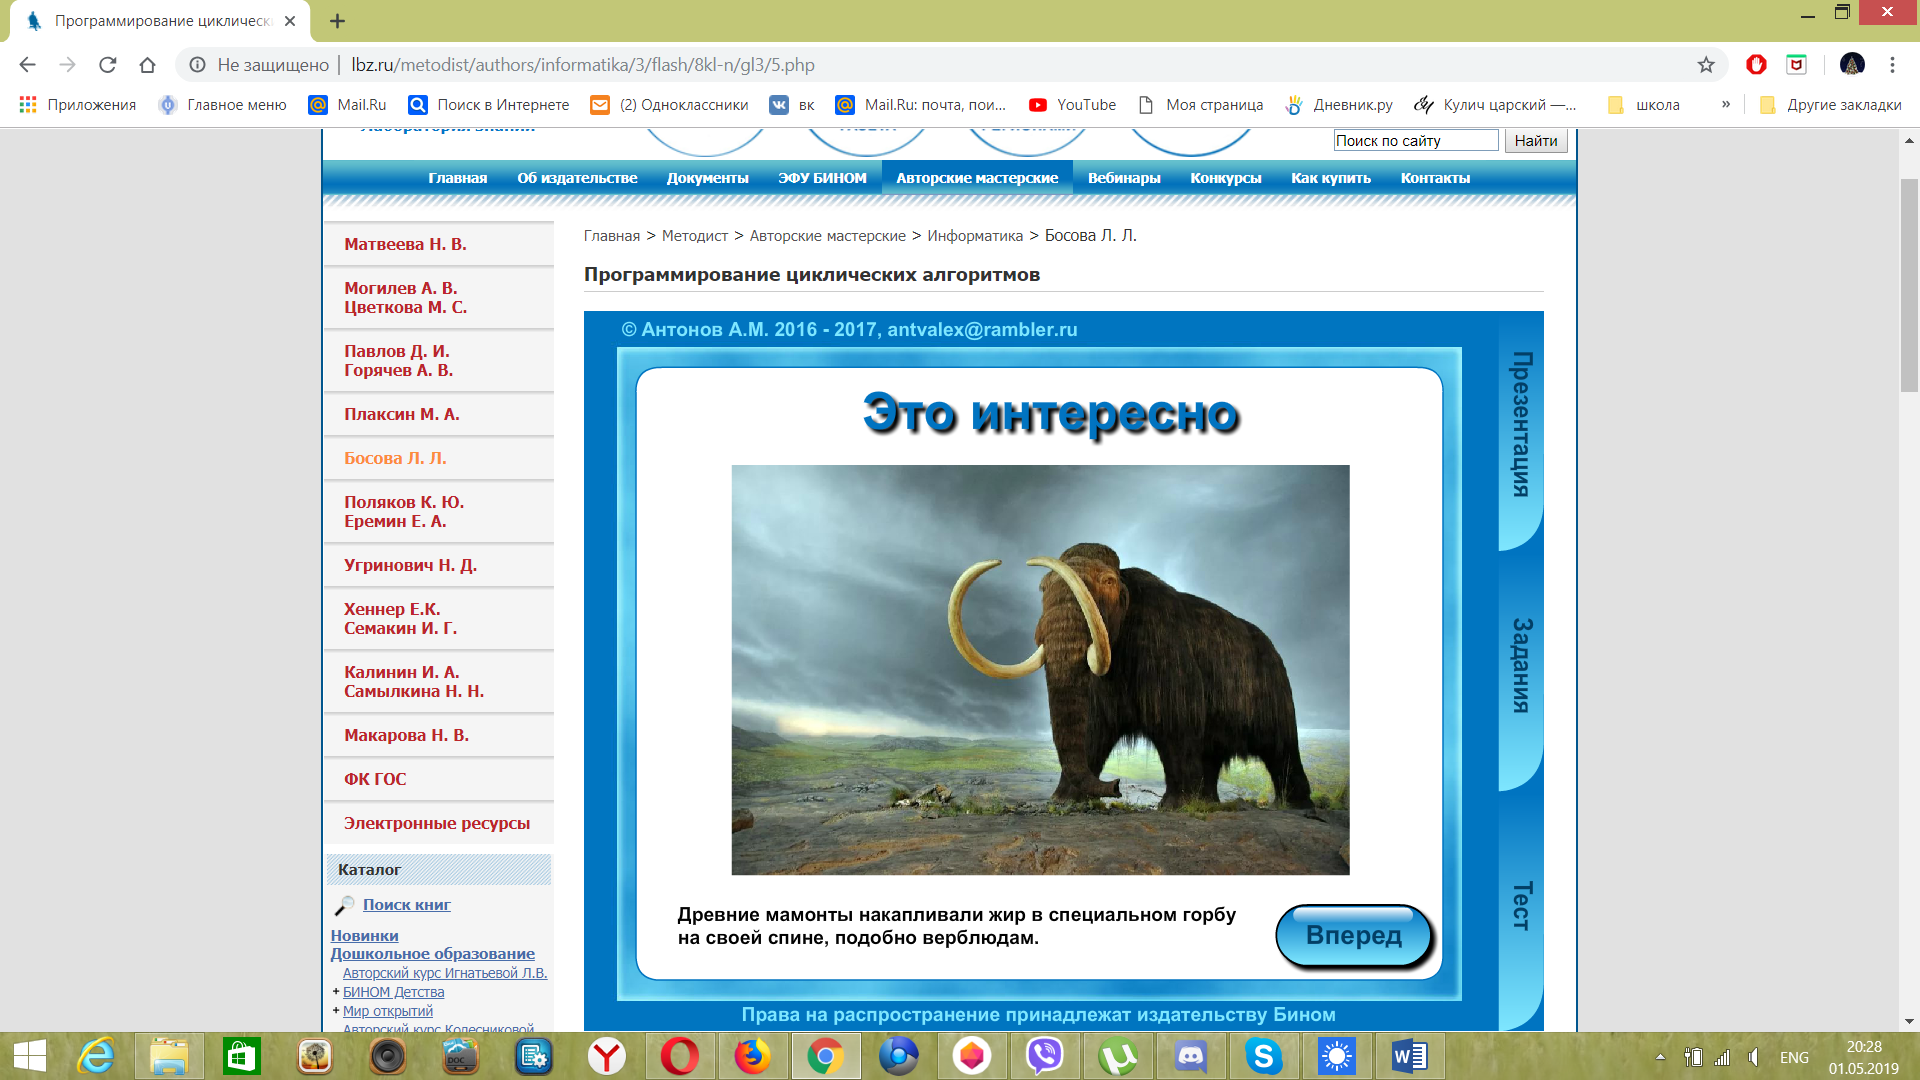 Программирование циклически
Не защищено | lbz.ru/metodist/authors/informatika/3/flash/8kl-n/gl3/5.php
Приложения Главное меню Mail.Ru Поиск в Интернете (2) Одноклассники вк Mail.Ru: почта, пои... YouTube Моя страница Дневник.ру Кулич царский —... школа » Другие закладки
Поиск по сайту Найти
Главная Об издательстве Документы ЭФУ БИНОМ Авторские мастерские Вебинары Конкурсы Как купить Контакты
Матвеева Н. В.
Могилев А. В.
Цветкова М. С.
Павлов Д. И.
Горячев А. В.
Плаксин М. А.
Босова Л. Л.
Поляков К. Ю.
Еремин Е. А.
Угринович Н. Д.
Хеннер Е.К.
Семакин И. Г.
Калинин И. А.
Самылкина Н. Н.
Макарова Н. В.
ФК ГОС
Электронные ресурсы
Каталог
Поиск книг
Новинки
Дошкольное образование
Авторский курс Игнатьевой Л.В.
+ БИНОМ Детства
+ Мир открытий
Авторский курс Колесниковой
Главная > Методист > Авторские мастерские > Информатика > Босова Л. Л.
Программирование циклических алгоритмов
© Антонов А.М. 2016 - 2017, antvalex@rambler.ru
Это интересно
Древние мамонты накапливали жир в специальном горбу
на своей спине, подобно верблюдам.
Вперед
Права на распространение принадлежат издательству Бином
Презентация
Задания
Тест
DOC
ENG
20:28
01.05.2019